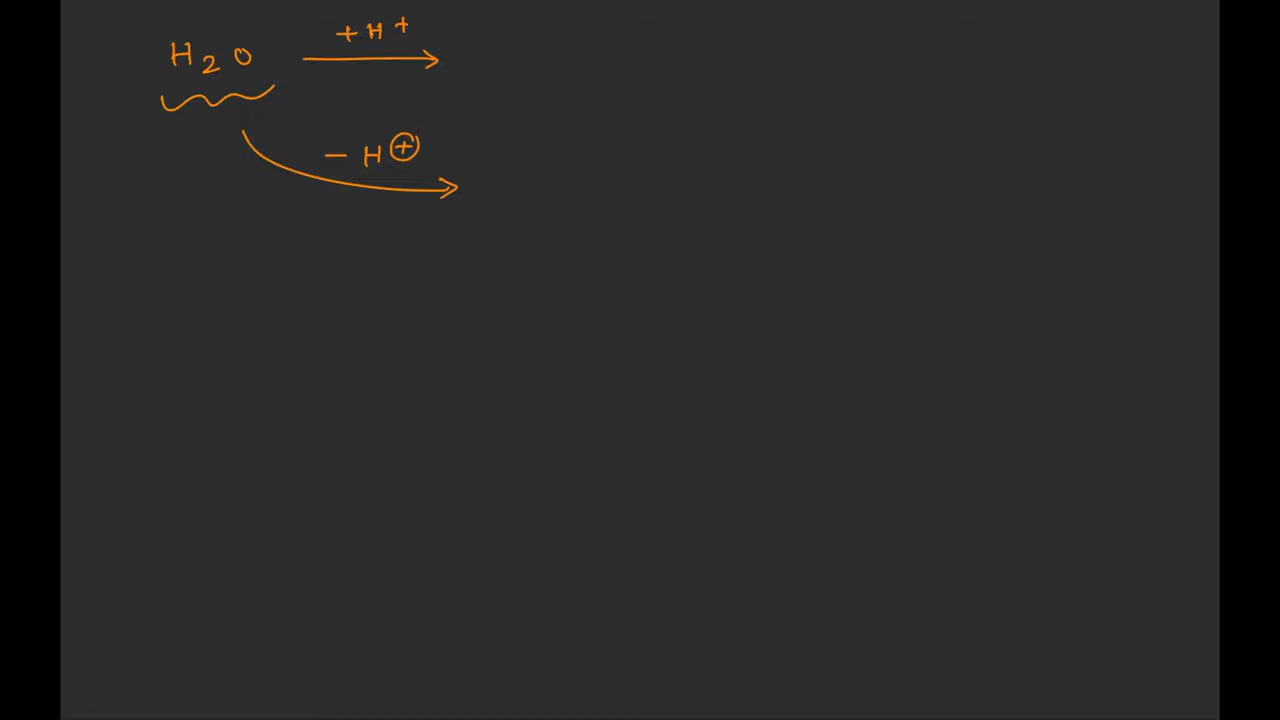 H₂O +H⁺ →
-H⊕ →